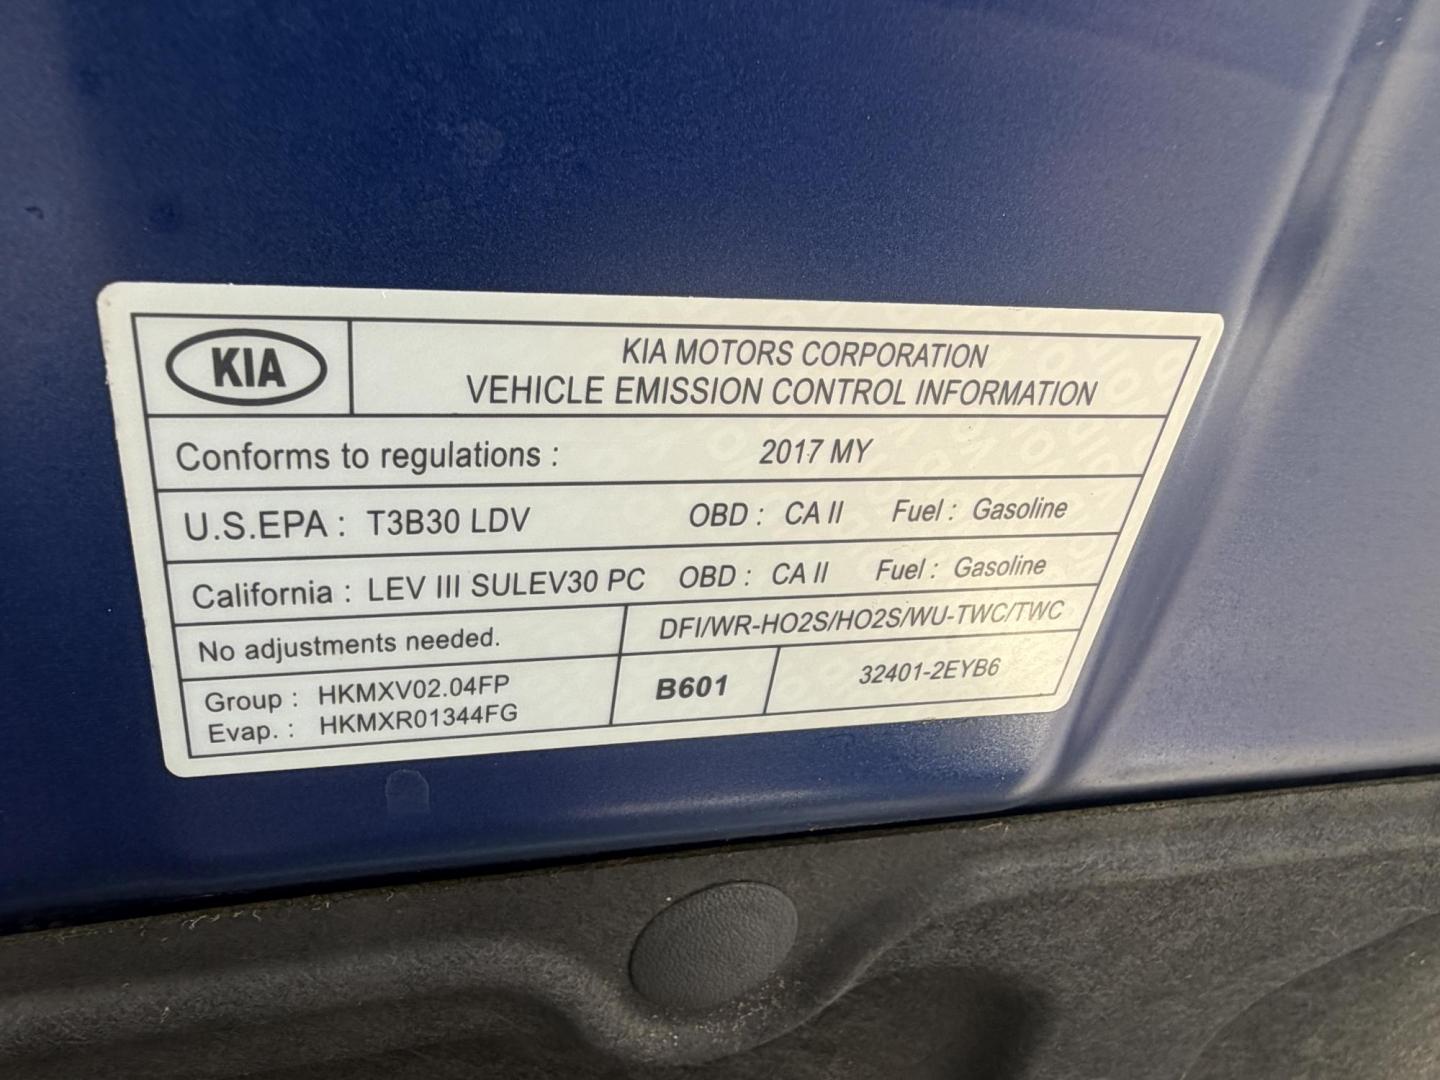 KIA
KIA MOTORS CORPORATION
VEHICLE EMISSION CONTROL INFORMATION
Conforms to regulations : 2017 MY
U.S.EPA : T3B30 LDV OBD : CA II Fuel : Gasoline
California : LEV III SULEV30 PC OBD : CA II Fuel : Gasoline
No adjustments needed. DFI/WR-HO2S/HO2S/WU-TWC/TWC
Group : HKMXV02.04FP
Evap. : HKMXR01344FG
B601
32401-2EYB6